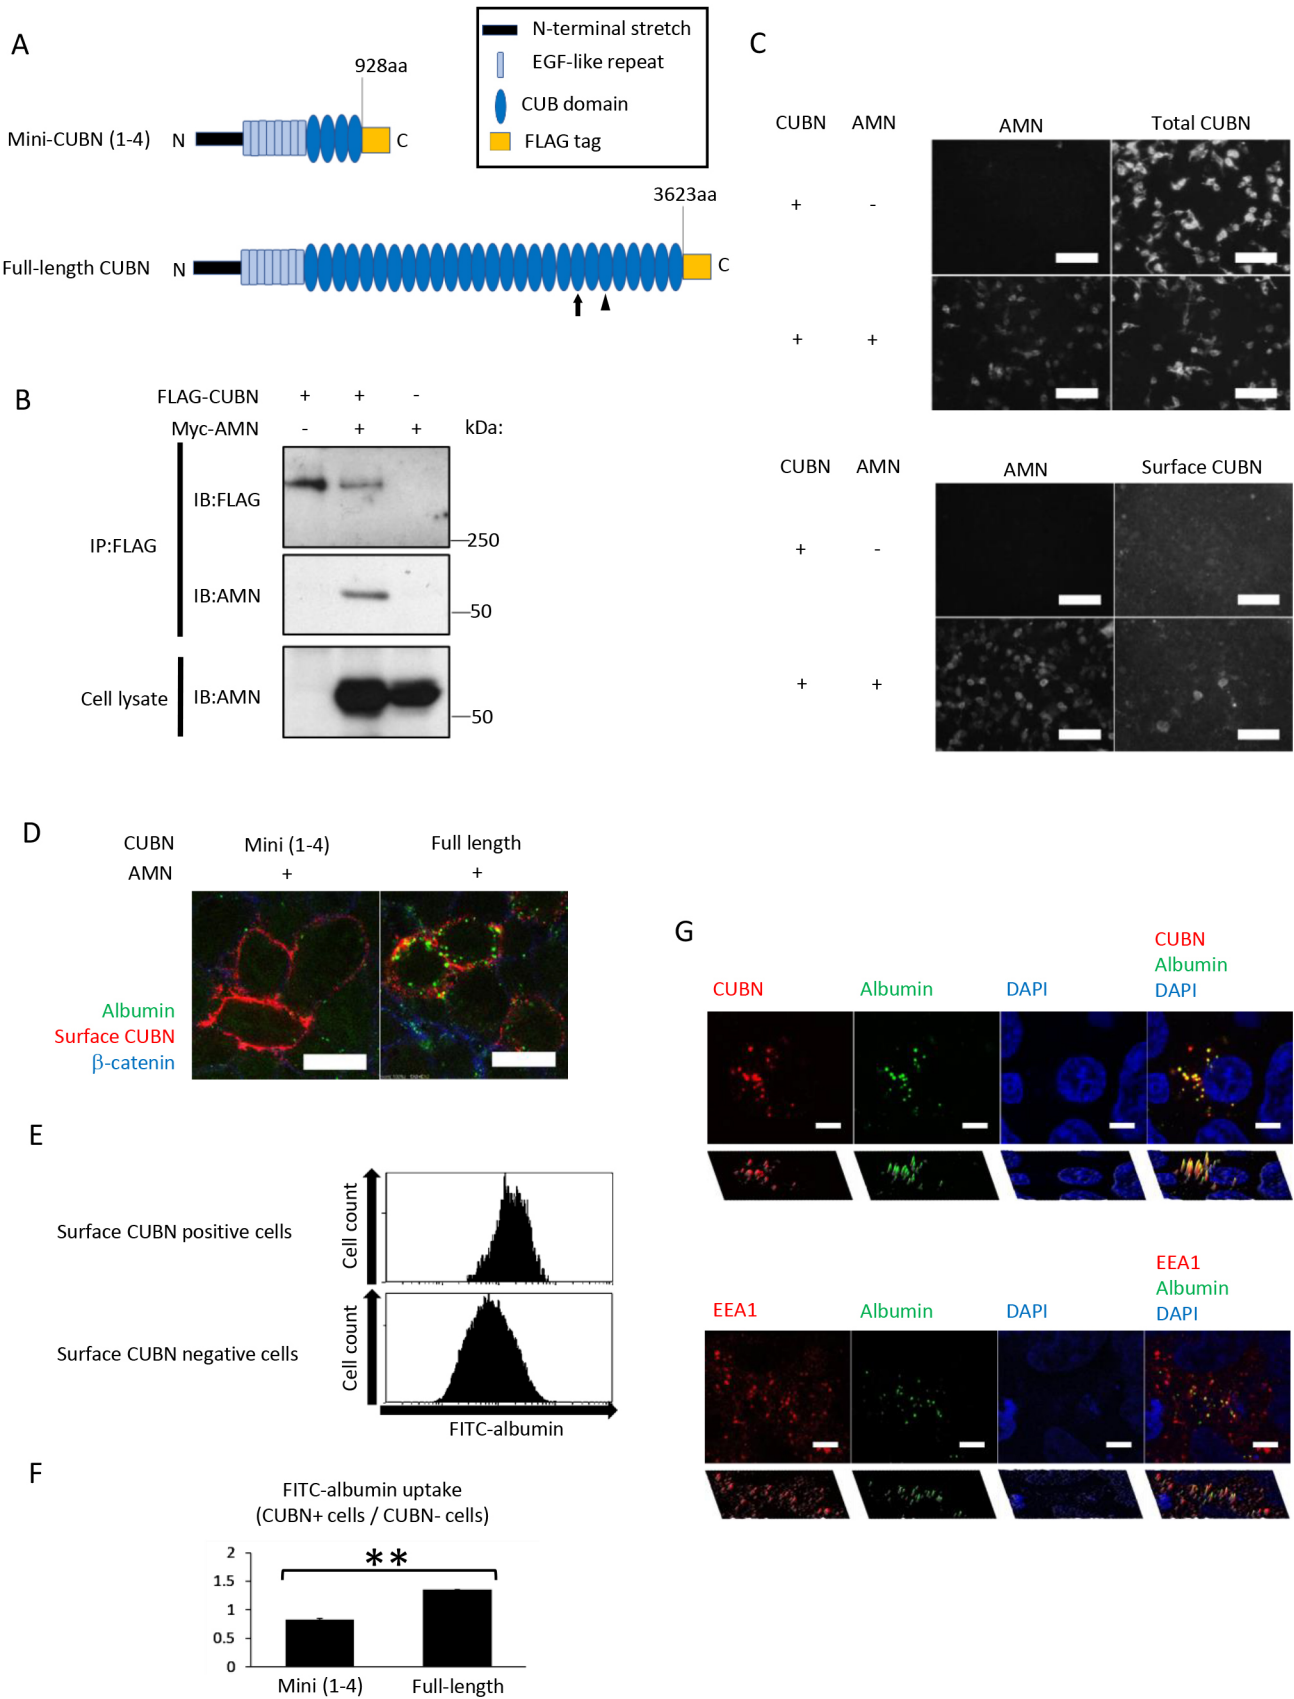 A
N-terminal stretch
EGF-like repeat
CUB domain
FLAG tag
928aa
Mini-CUBN (1-4)
N
C
3623aa
Full-length CUBN
N
C
B
FLAG-CUBN + + -
Myc-AMN - + + kDa:
IP:FLAG
IB:FLAG
250
IB:AMN
50
Cell lysate
IB:AMN
50
C
CUBN AMN AMN Total CUBN
+ -
+ +
CUBN AMN AMN Surface CUBN
+ -
+ +
D
CUBN Mini (1-4) Full length
AMN + +
Albumin
Surface CUBN
β-catenin
E
Surface CUBN positive cells
Cell count
Surface CUBN negative cells
Cell count
FITC-albumin
F
FITC-albumin uptake
(CUBN+ cells / CUBN- cells)
**
2
1.5
1
0.5
0
Mini (1-4) Full-length
G
CUBN Albumin DAPI
CUBN
Albumin
DAPI
EEA1 Albumin DAPI
EEA1
Albumin
DAPI